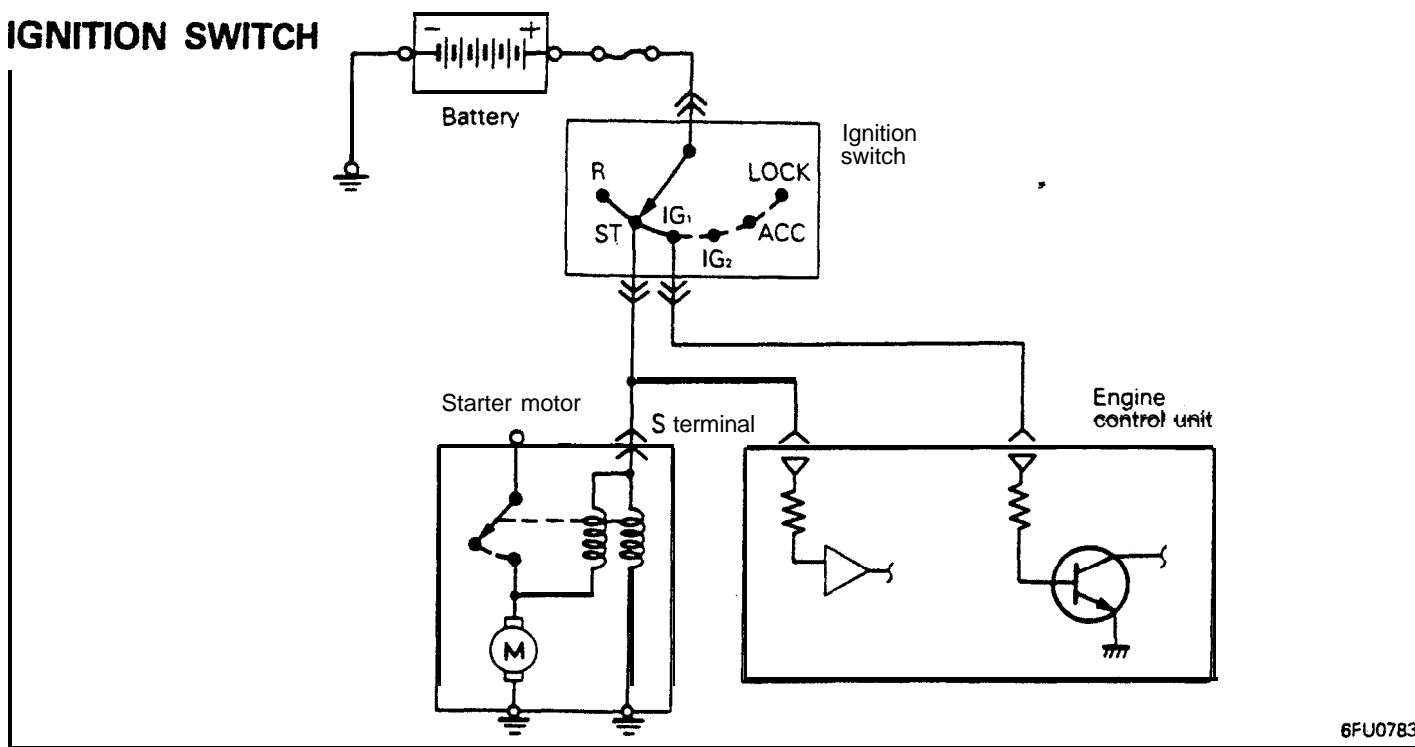 IGNITION SWITCH
− +
Battery
Ignition
switch
R LOCK
ST IG₁ ACC
IG₂
Starter motor
S terminal
Engine
control unit
M
6FU0783